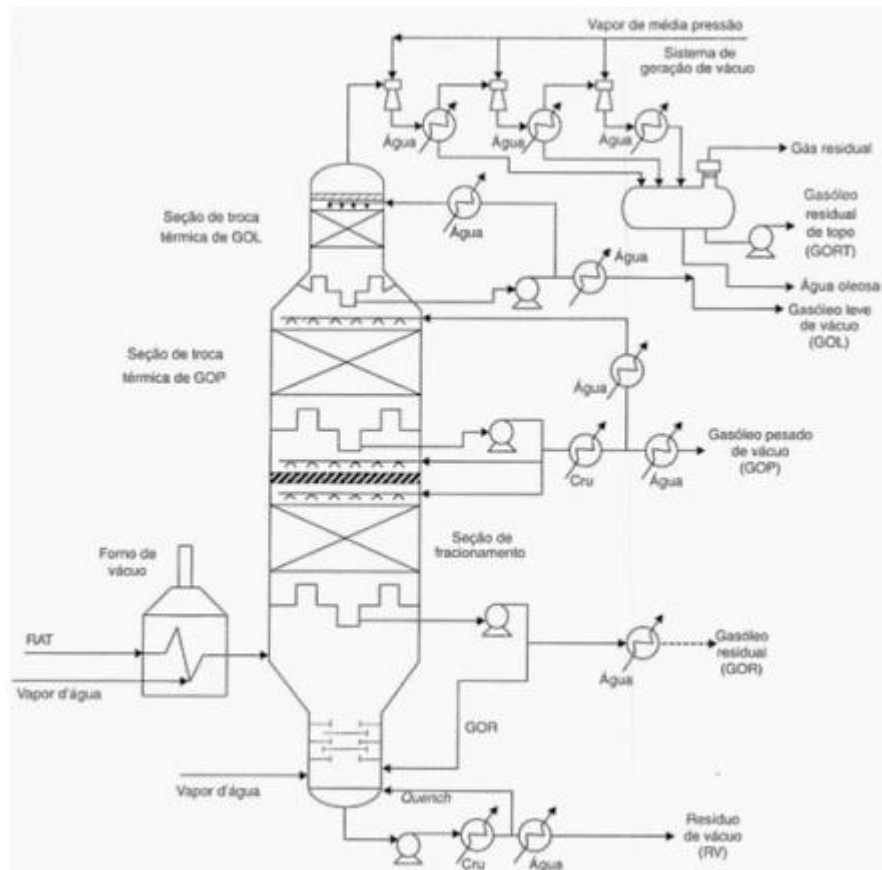 Vapor de média pressão
Sistema de
geração de vácuo
Água
Água
Água
Gás residual
Gasóleo
residual
de topo
(GORT)
Água oleosa
Gasóleo leve
de vácuo
(GOL)
Seção de troca
térmica de GOL
Água
Água
Seção de troca
térmica de GOP
Água
Gasóleo pesado
de vácuo
(GOP)
Cru
Água
Seção de
fracionamento
Forno de
vácuo
RAT
Vapor d'água
Gasóleo
residual
(GOR)
Água
GOR
Vapor d'água
Quench
Resíduo
de vácuo
(RV)
Cru
Água